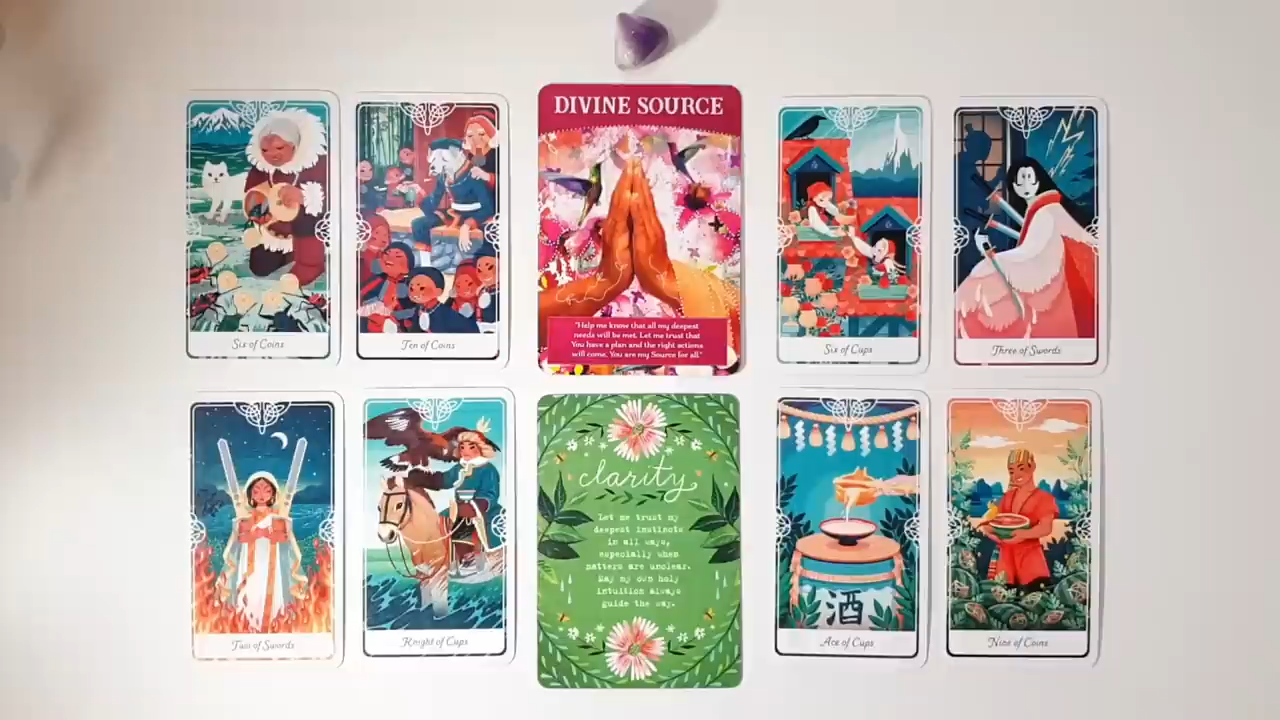 Six of Coins
Ten of Coins
DIVINE SOURCE
"Help me know that all my deepest
needs will be met. Let me trust that
You have a plan and the right actions
will come. You are my Source for all."
Six of Cups
Three of Swords
Two of Swords
Knight of Cups
clarity
Let me trust my
deepest instincts
in all ways,
especially when
matters are unclear.
May my own holy
intuition always
guide the way.
酒
Ace of Cups
Nine of Coins